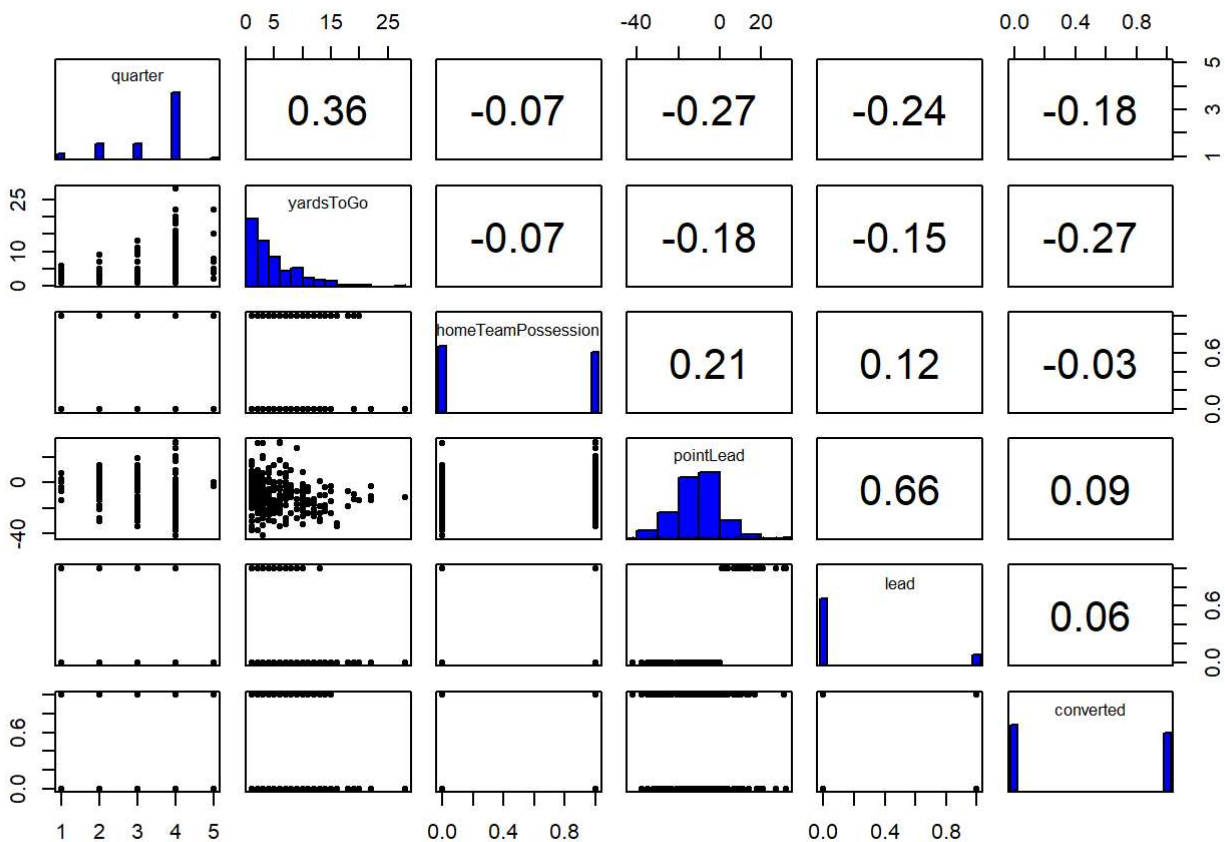 0 5 15 25 -40 0 20 0.0 0.4 0.8
quarter 0.36 -0.07 -0.27 -0.24 -0.18 1 3 5
0 10 25 yardsToGo -0.07 -0.18 -0.15 -0.27
homeTeamPossession 0.21 0.12 -0.03 0.0 0.6
-40 0 pointLead 0.66 0.09
lead 0.06 0.0 0.6
0.0 0.6 converted
1 2 3 4 5 0.0 0.4 0.8 0.0 0.4 0.8